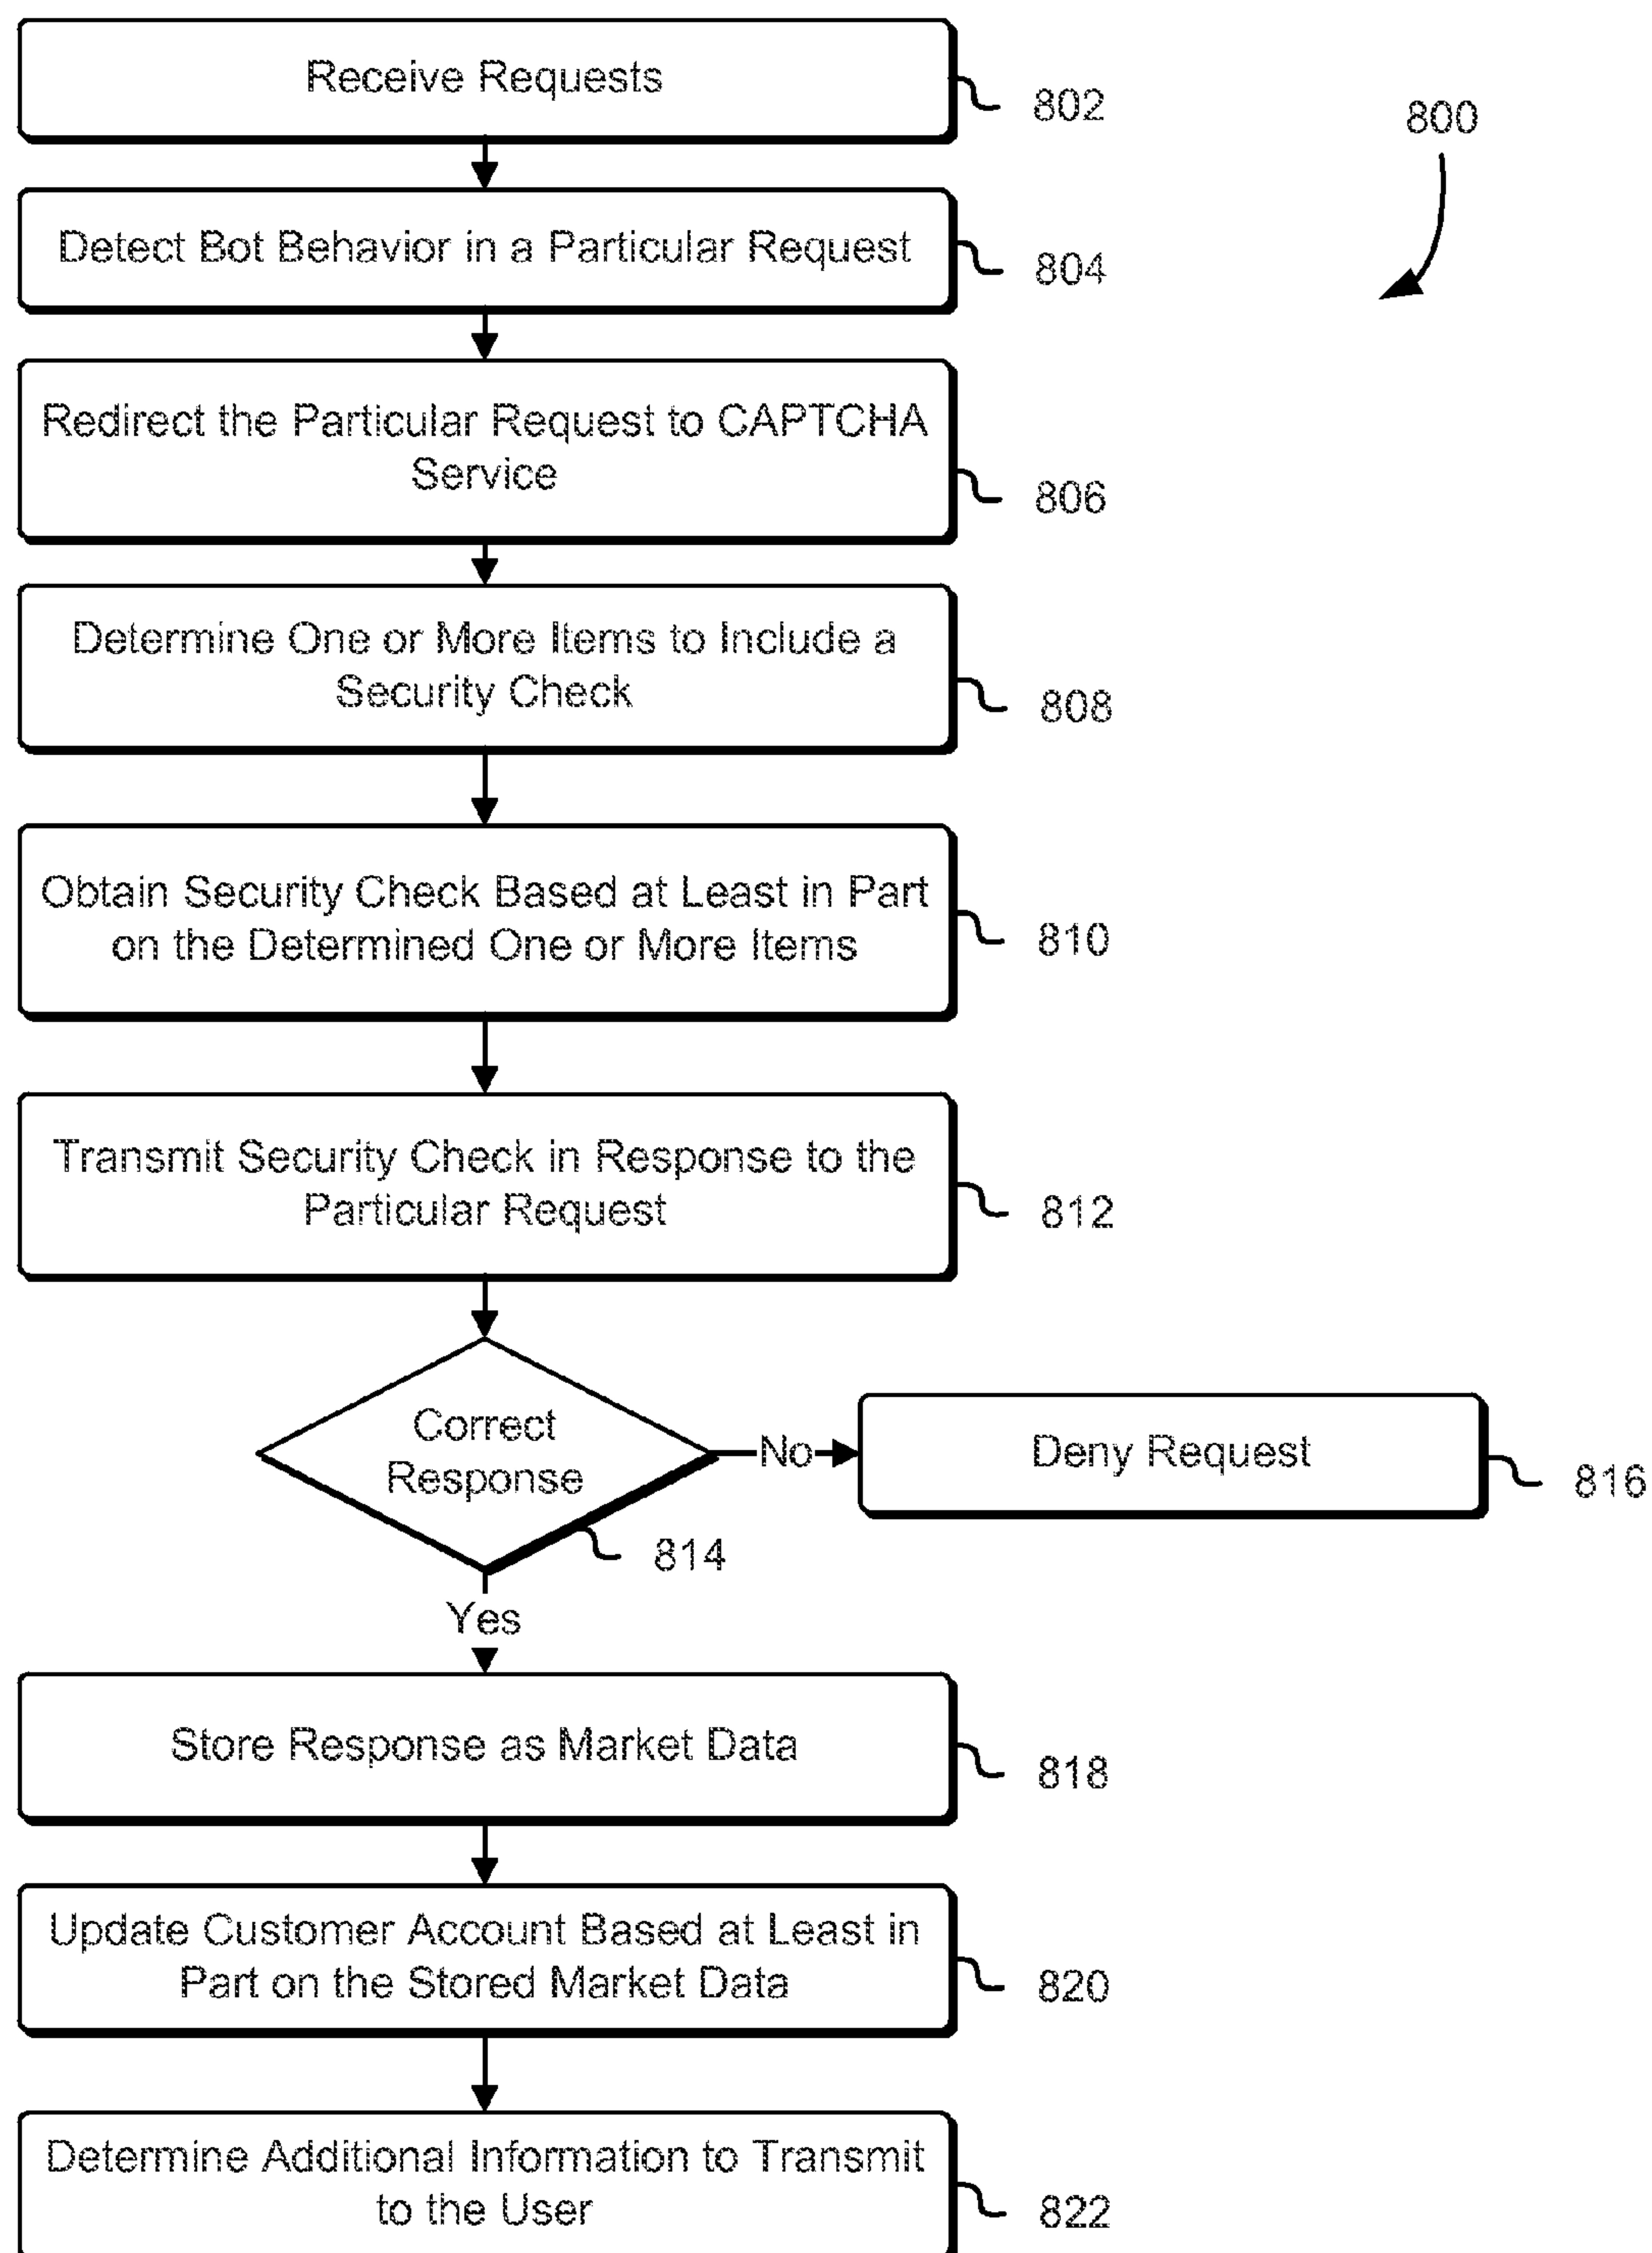 Receive Requests
802
800
Detect Bot Behavior in a Particular Request
804
Redirect the Particular Request to CAPTCHA
Service
806
Determine One or More Items to Include a
Security Check
808
Obtain Security Check Based at Least in Part
on the Determined One or More Items
810
Transmit Security Check in Response to the
Particular Request
812
Correct
Response
814
No
Deny Request
816
Yes
Store Response as Market Data
818
Update Customer Account Based at Least in
Part on the Stored Market Data
820
Determine Additional Information to Transmit
to the User
822